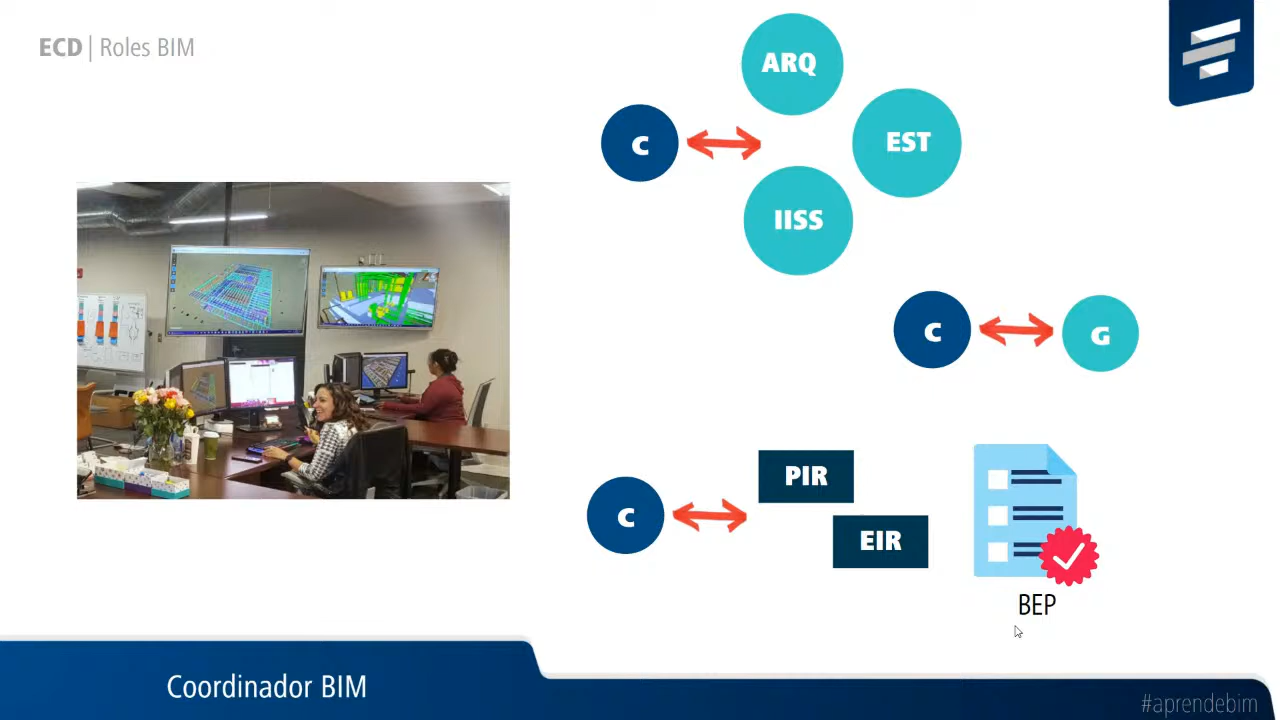 ECD | Roles BIM
ARQ
C
EST
IISS
C
G
PIR
C
EIR
BEP
Coordinador BIM
#aprendebim